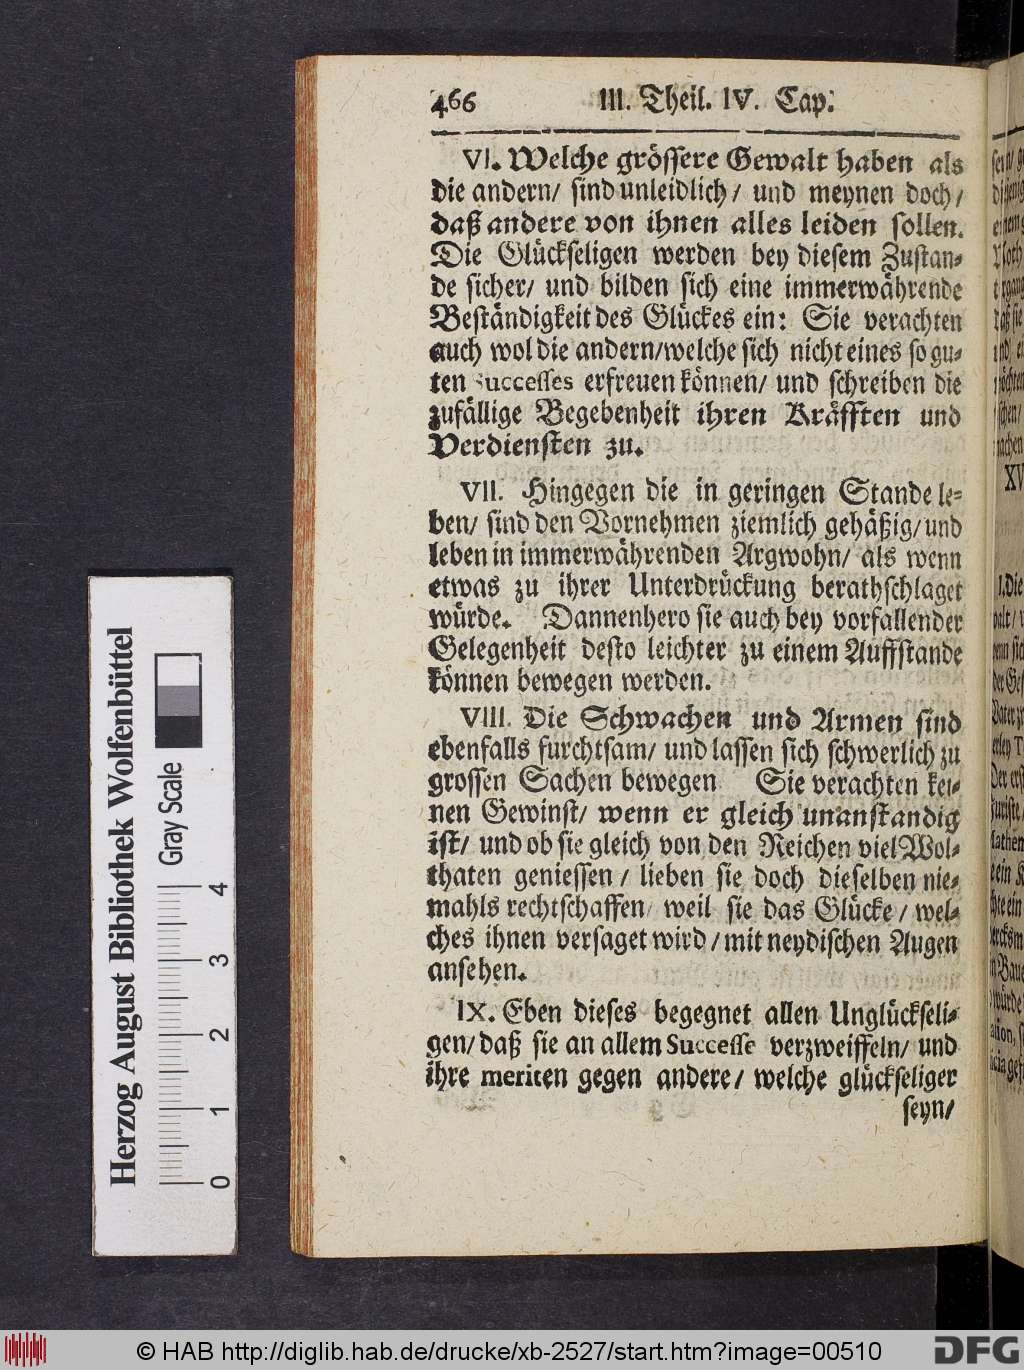 466 III. Theil. IV. Cap.
VI. Welche grössere Gewalt haben als
die andern/ sind unleidlich/ und meynen doch/
daß andere von ihnen alles leiden sollen.
Die Glückseligen werden bey diesem Zustan-
de sicher/ und bilden sich eine immerwährende
Beständigkeit des Glückes ein: Sie verachten
auch wol die andern/welche sich nicht eines so gu-
ten Successes erfreuen können/ und schreiben die
zufällige Begebenheit ihren Kräfften und
Verdiensten zu.
VII. Hingegen die in geringen Stande le-
ben/ sind den Vornehmen ziemlich gehäßig/und
leben in immerwährenden Argwohn/ als wenn
etwas zu ihrer Unterdrückung berathschlaget
würde. Dannenhero sie auch bey vorfallender
Gelegenheit desto leichter zu einem Auffstande
können bewegen werden.
VIII. Die Schwachen und Armen sind
ebenfalls furchtsam/ und lassen sich schwerlich zu
grossen Sachen bewegen Sie verachten kei-
nen Gewinst/ wenn er gleich unanstandig
ist/ und ob sie gleich von den Reichen viel Wol-
thaten geniessen/ lieben sie doch dieselben nie-
mahls rechtschaffen/ weil sie das Glücke/ wel-
ches ihnen versaget wird/ mit neydischen Augen
ansehen.
IX. Eben dieses begegnet allen Unglückseli-
gen/ daß sie an allem Successe verzweiffeln/ und
ihre meriten gegen andere/ welche glückseliger
seyn/
Herzog August Bibliothek Wolfenbüttel
Gray Scale
0 1 2 3 4
© HAB http://diglib.hab.de/drucke/xb-2527/start.htm?image=00510
DFG